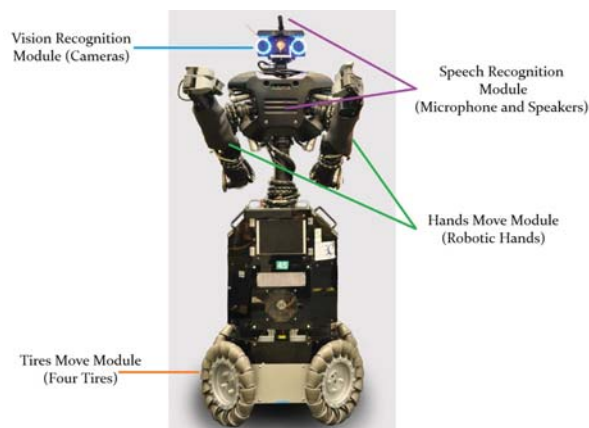 Vision Recognition
Module (Cameras)
Speech Recognition
Module
(Microphone and Speakers)
Hands Move Module
(Robotic Hands)
Tires Move Module
(Four Tires)